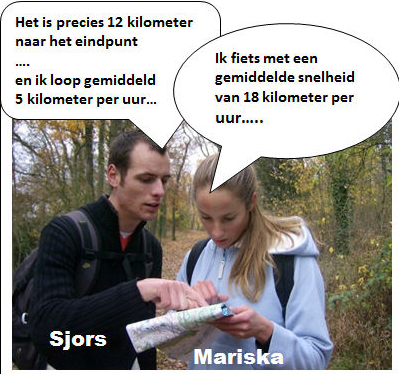 Het is precies 12 kilometer
naar het eindpunt
....
en ik loop gemiddeld
5 kilometer per uur...
Ik fiets met een
gemiddelde snelheid
van 18 kilometer per
uur.....
Sjors
Mariska